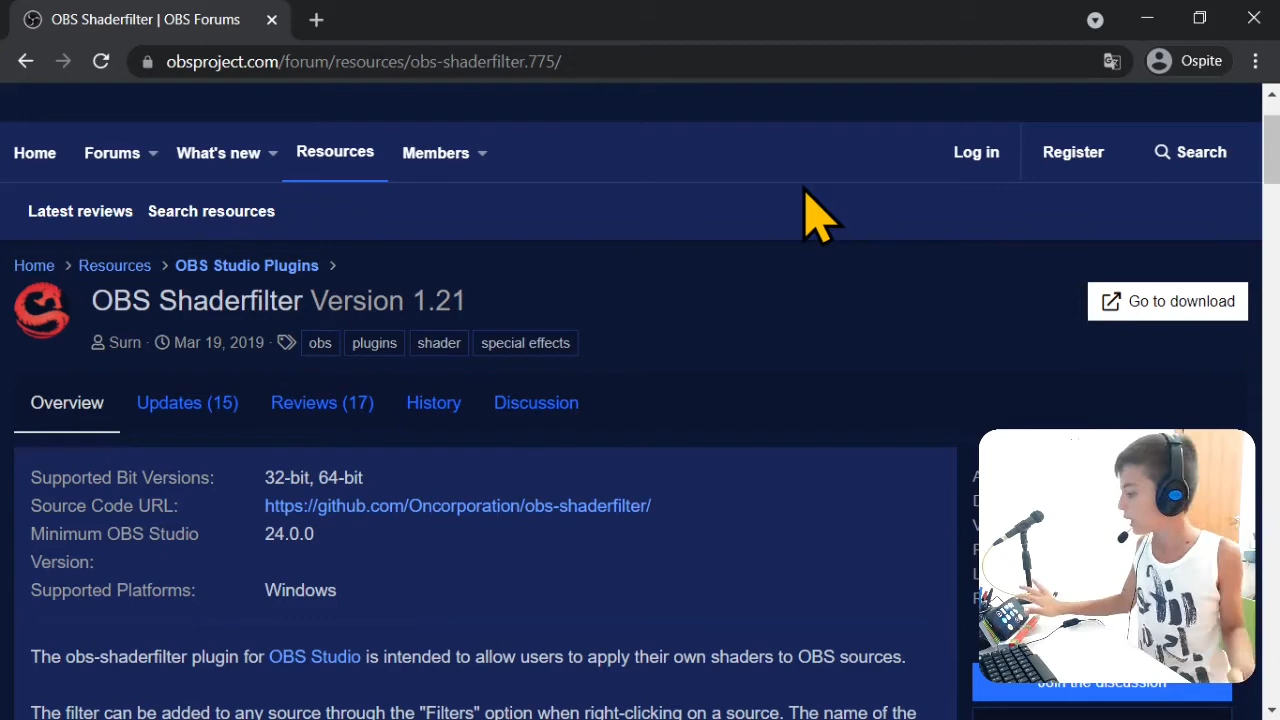 OBS Shaderfilter | OBS Forums
obsproject.com/forum/resources/obs-shaderfilter.775/
Ospite
Home Forums What's new Resources Members Log in Register Search
Latest reviews Search resources
Home > Resources > OBS Studio Plugins >
OBS Shaderfilter Version 1.21
Go to download
Surn · Mar 19, 2019 · obs plugins shader special effects
Overview Updates (15) Reviews (17) History Discussion
Supported Bit Versions: 32-bit, 64-bit
Source Code URL: https://github.com/Oncorporation/obs-shaderfilter/
Minimum OBS Studio 24.0.0
Version:
Supported Platforms: Windows
The obs-shaderfilter plugin for OBS Studio is intended to allow users to apply their own shaders to OBS sources.
Join the discussion
The filter can be added to any source through the "Filters" option when right-clicking on a source. The name of the